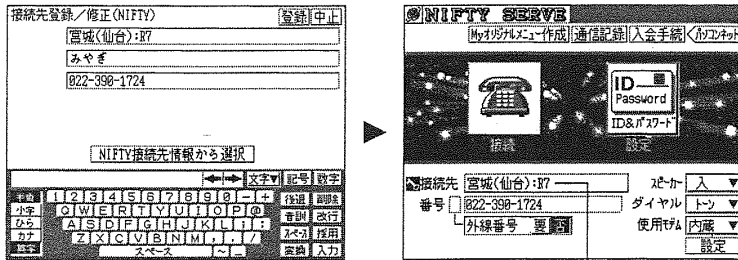 接続先登録／修正(NIFTY)
登録 中止
宮城(仙台):R7
みやぎ
022-390-1724
NIFTY接続先情報から選択
文字▼ 記号 数字
1 2 3 4 5 6 7 8 9 0 - + 後退 削除
小字 Q W E R T Y U I O P @ 音訓 改行
ひら A S D F G H J K L ; : スペース 採用
カナ Z X C V B N M , . / 変換 入力
英字 スペース ~ _
▶
NIFTY SERVE
Myオリジナルメニュー作成 通信記録 入会手続 パソコンネット
ID
Password
ID&パスワード
接続
設定
接続先 宮城(仙台):R7
番号 022-390-1724
外線番号 要 否
スピーカー 入 ▼
ダイヤル トーン ▼
使用モデム 内蔵 ▼
設定